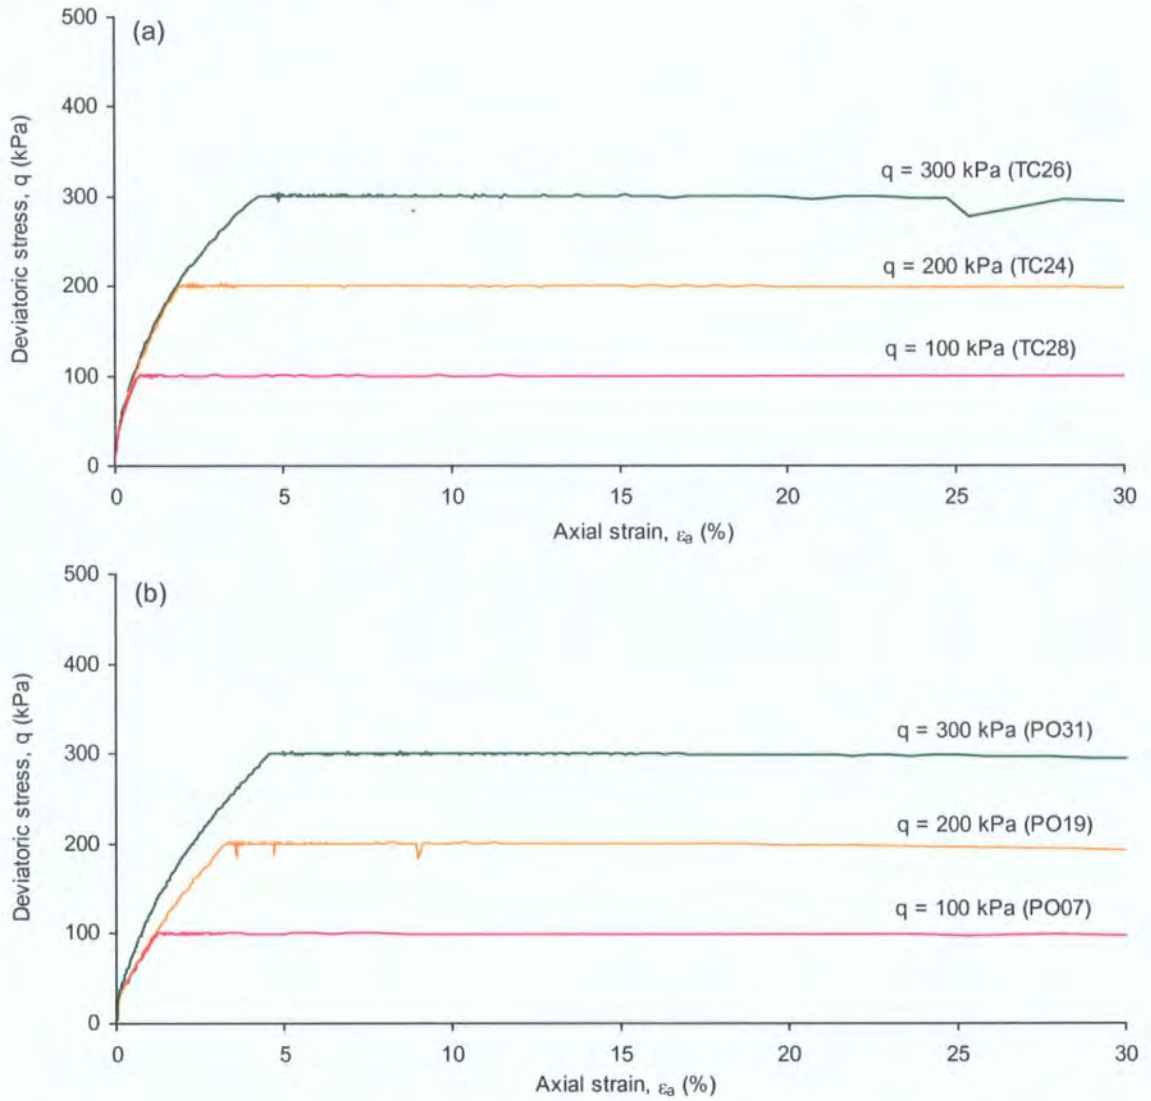 (a)
Deviatoric stress, q (kPa)
500
400
300
200
100
0
q = 300 kPa (TC26)
q = 200 kPa (TC24)
q = 100 kPa (TC28)
0 5 10 15 20 25 30
Axial strain, εa (%)
(b)
Deviatoric stress, q (kPa)
500
400
300
200
100
0
q = 300 kPa (PO31)
q = 200 kPa (PO19)
q = 100 kPa (PO07)
0 5 10 15 20 25 30
Axial strain, εa (%)